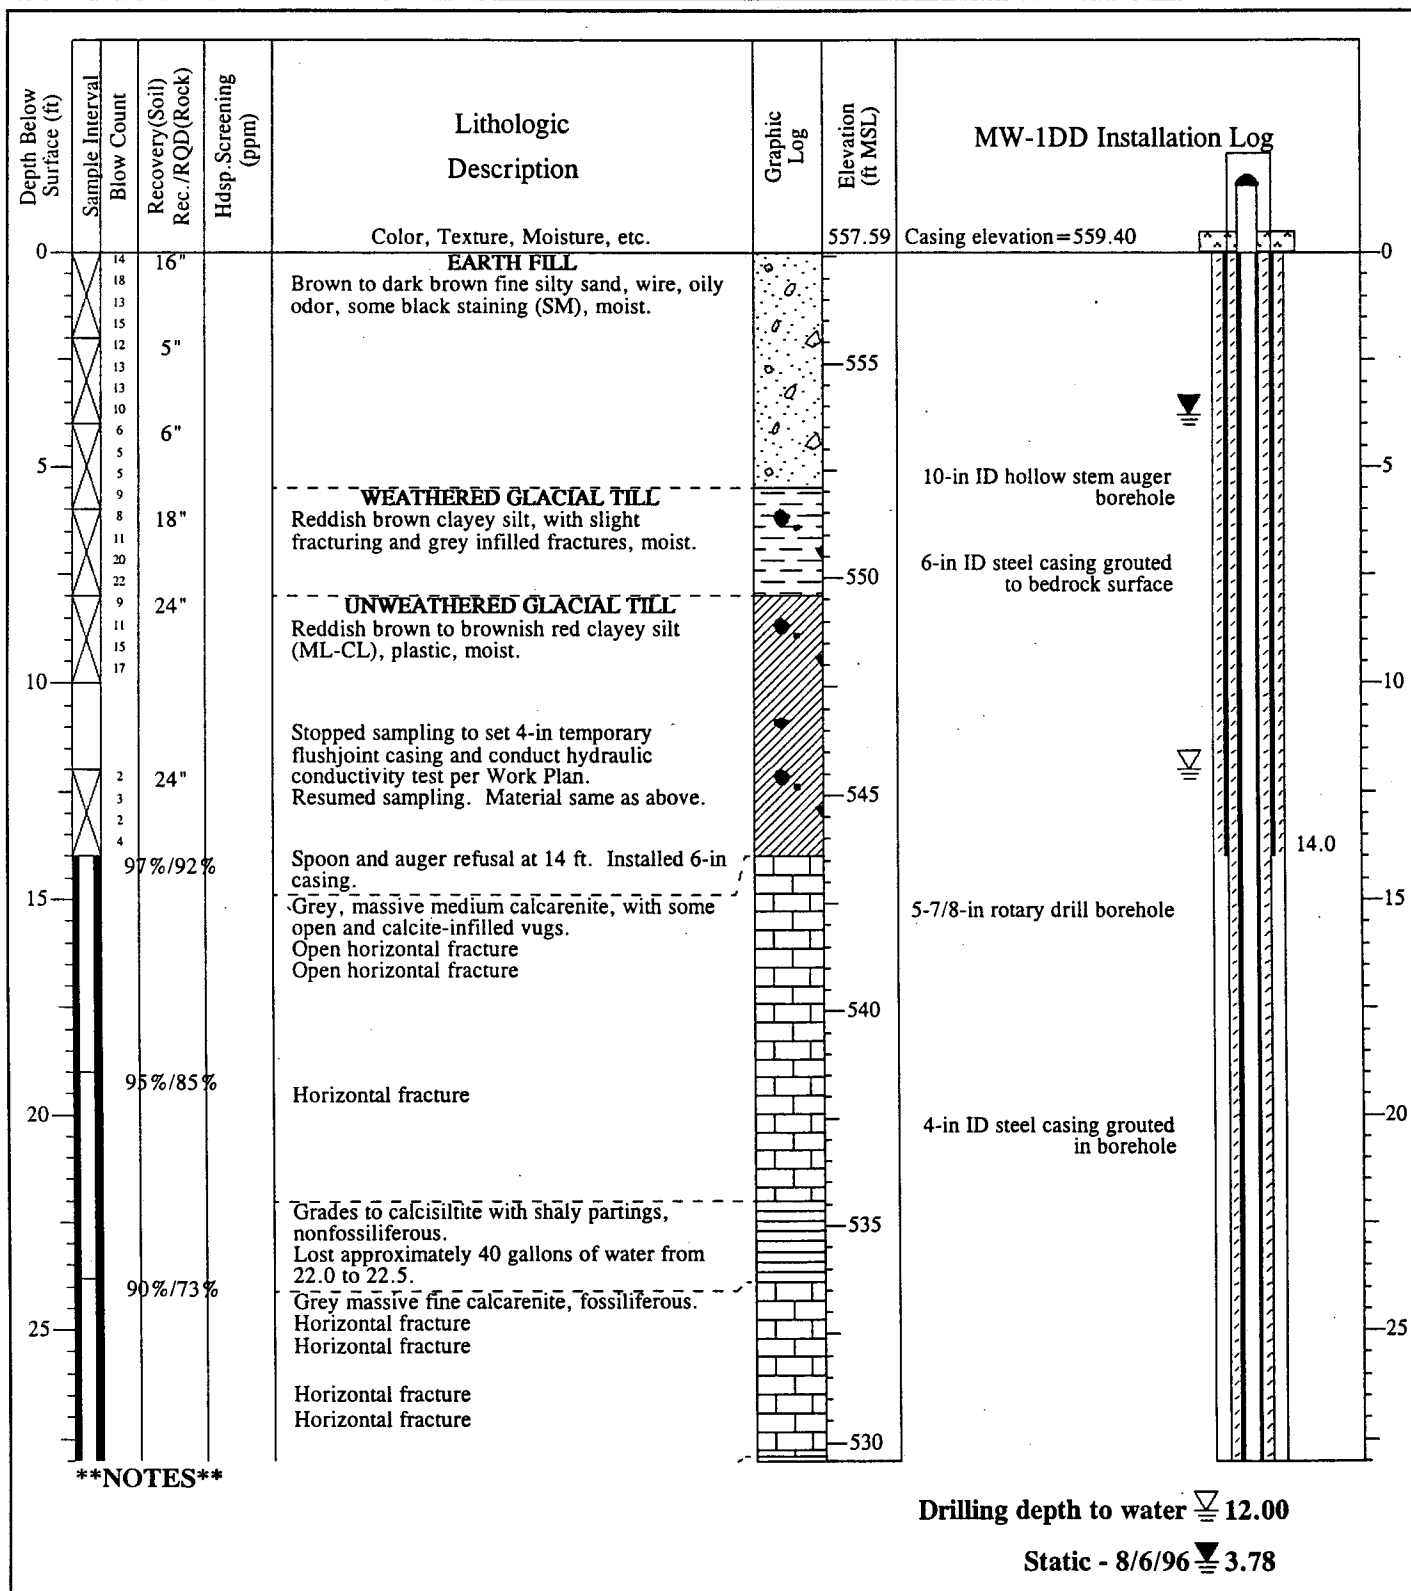 Depth Below
Surface (ft)
Sample Interval
Blow Count
Recovery(Soil)
Rec./RQD(Rock)
Hdsp.Screening
(ppm)
Lithologic
Description
Color, Texture, Moisture, etc.
Graphic
Log
Elevation
(ft MSL)
MW-1DD Installation Log
557.59
Casing elevation=559.40
0
14
16"
EARTH FILL
0
18
Brown to dark brown fine silty sand, wire, oily
13
odor, some black staining (SM), moist.
15
12
5"
13
555
13
10
6
6"
5
5
5
10-in ID hollow stem auger
borehole
5
9
WEATHERED GLACIAL TILL
8
18"
Reddish brown clayey silt, with slight
11
fracturing and grey infilled fractures, moist.
20
6-in ID steel casing grouted
to bedrock surface
22
550
9
24"
UNWEATHERED GLACIAL TILL
11
Reddish brown to brownish red clayey silt
15
(ML-CL), plastic, moist.
17
10
10
Stopped sampling to set 4-in temporary
flushjoint casing and conduct hydraulic
2
24"
conductivity test per Work Plan.
3
Resumed sampling. Material same as above.
545
2
4
14.0
97%/92%
Spoon and auger refusal at 14 ft. Installed 6-in
casing.
15
Grey, massive medium calcarenite, with some
5-7/8-in rotary drill borehole
15
open and calcite-infilled vugs.
Open horizontal fracture
Open horizontal fracture
540
95%/85%
Horizontal fracture
20
4-in ID steel casing grouted
in borehole
20
Grades to calcisiltite with shaly partings,
535
nonfossiliferous.
Lost approximately 40 gallons of water from
22.0 to 22.5.
90%/73%
Grey massive fine calcarenite, fossiliferous.
25
Horizontal fracture
25
Horizontal fracture
Horizontal fracture
Horizontal fracture
530
**NOTES**
Drilling depth to water 12.00
Static - 8/6/96 3.78